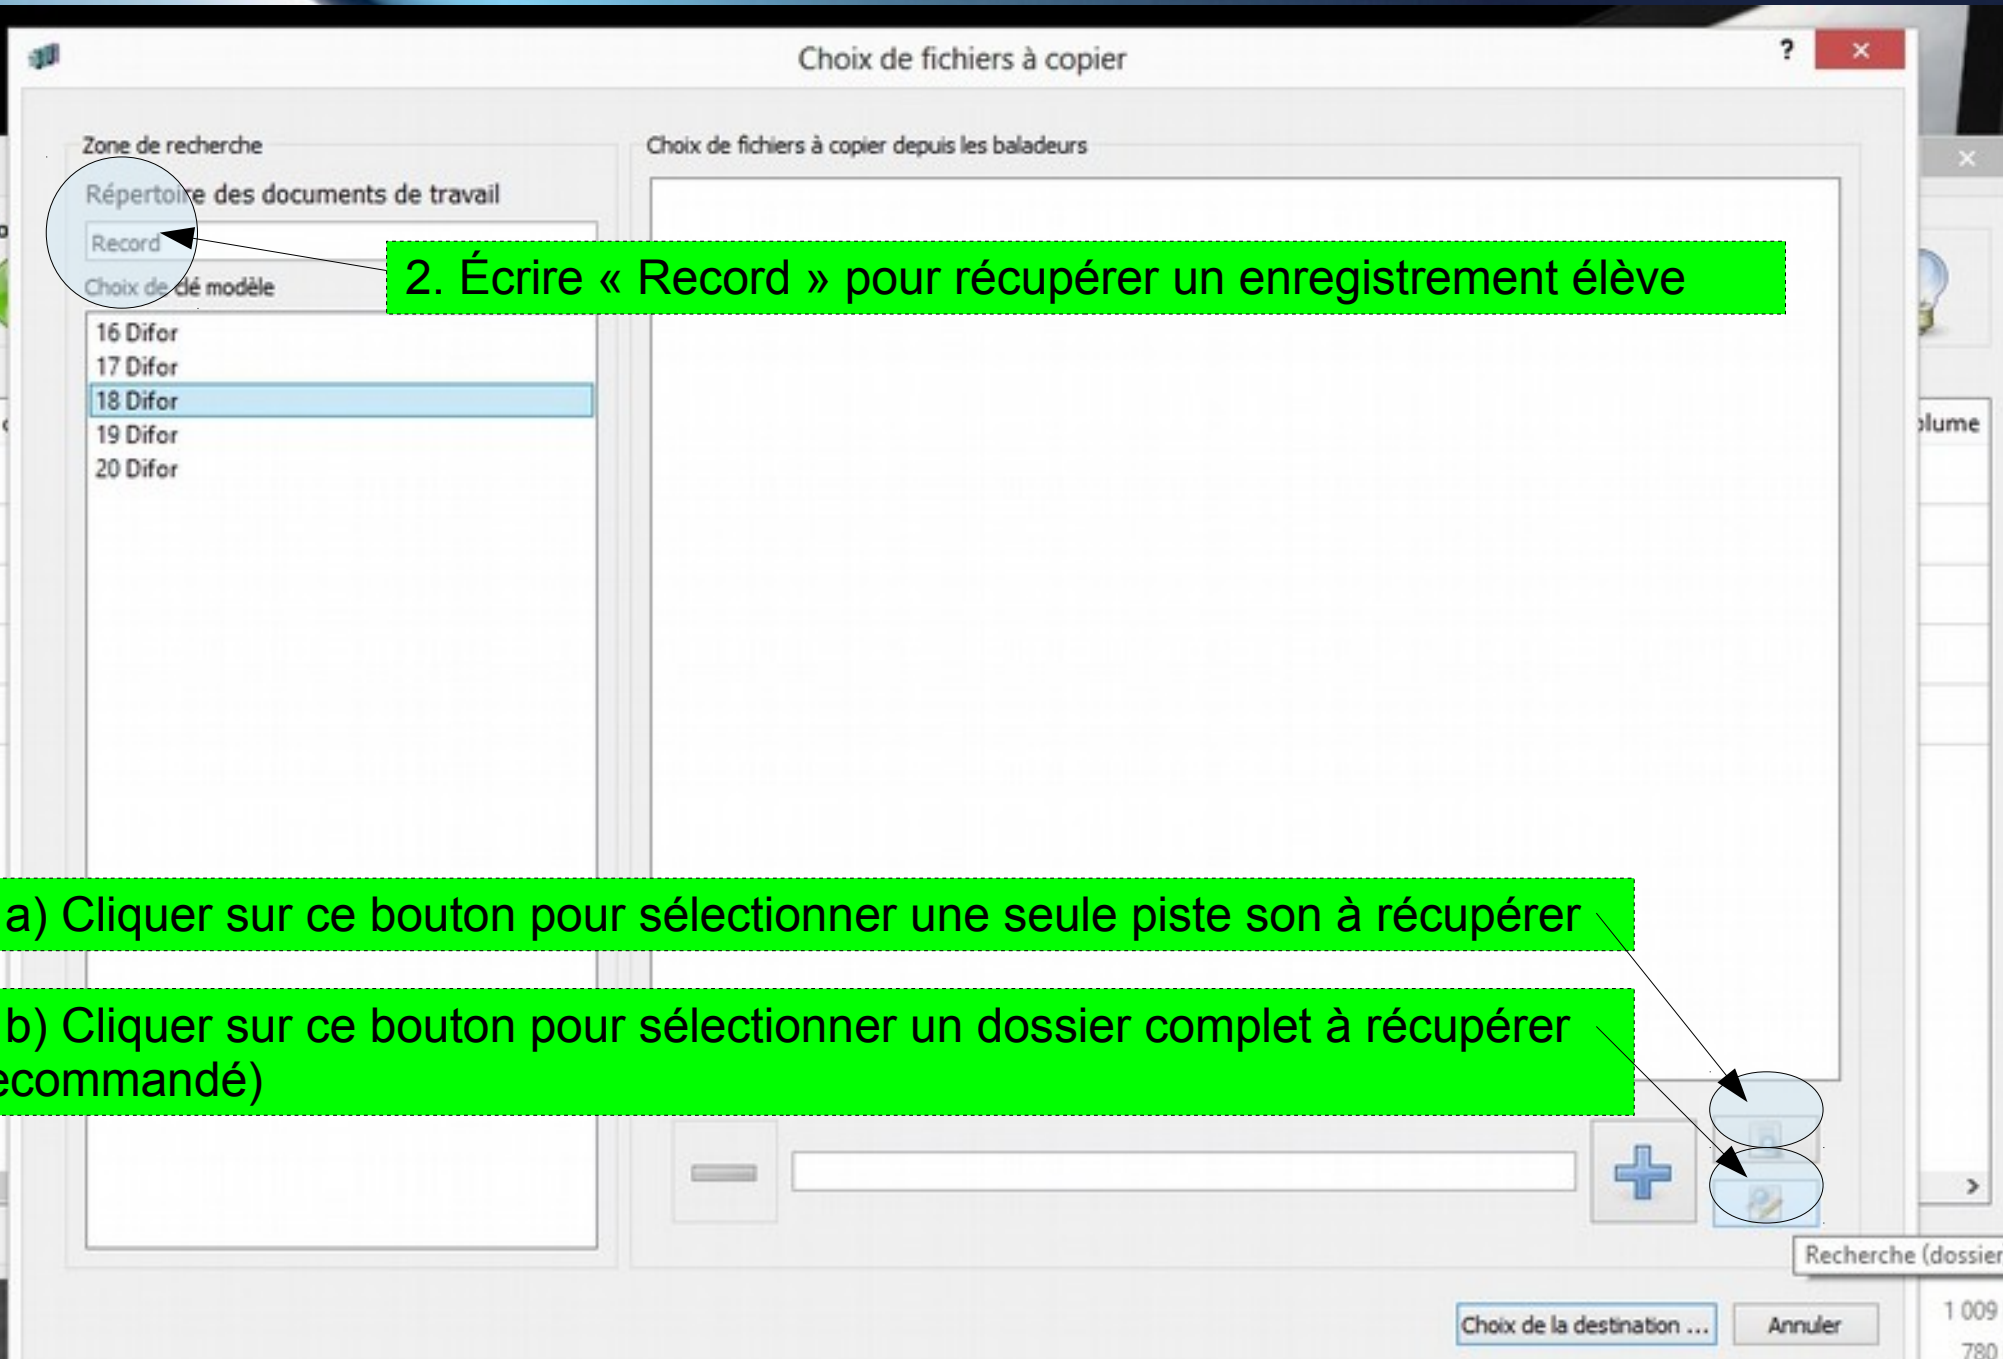 Choix de fichiers à copier
?
Zone de recherche
Choix de fichiers à copier depuis les baladeurs
Répertoire des documents de travail
Record
2. Écrire « Record » pour récupérer un enregistrement élève
Choix de clé modèle
16 Difor
17 Difor
18 Difor
19 Difor
20 Difor
lume
a) Cliquer sur ce bouton pour sélectionner une seule piste son à récupérer
b) Cliquer sur ce bouton pour sélectionner un dossier complet à récupérer
ecommandé)
Recherche (dossier
Choix de la destination ...
Annuler
1 009
780